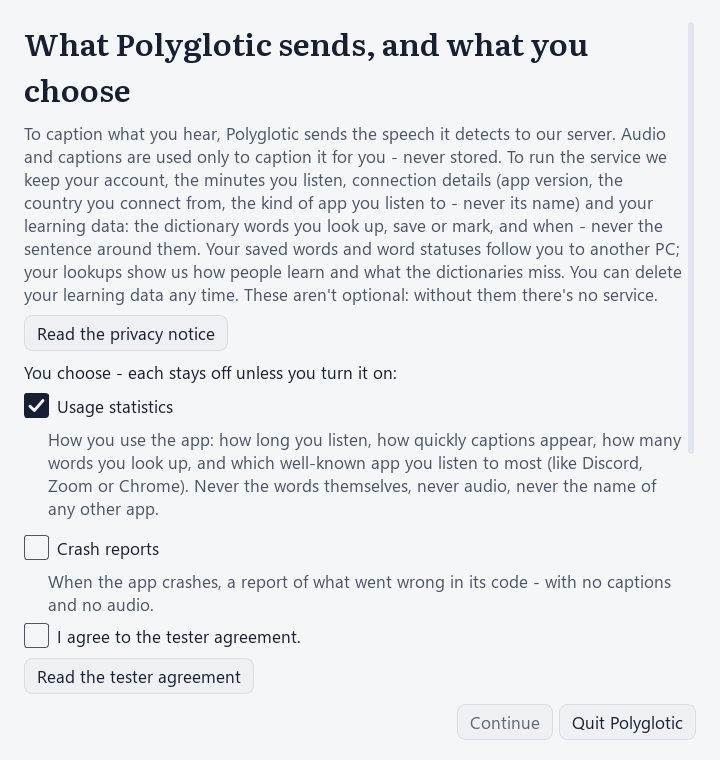 What Polyglotic sends, and what you
choose
To caption what you hear, Polyglotic sends the speech it detects to our server. Audio
and captions are used only to caption it for you - never stored. To run the service we
keep your account, the minutes you listen, connection details (app version, the
country you connect from, the kind of app you listen to - never its name) and your
learning data: the dictionary words you look up, save or mark, and when - never the
sentence around them. Your saved words and word statuses follow you to another PC;
your lookups show us how people learn and what the dictionaries miss. You can delete
your learning data any time. These aren't optional: without them there's no service.
Read the privacy notice
You choose - each stays off unless you turn it on:
Usage statistics
How you use the app: how long you listen, how quickly captions appear, how many
words you look up, and which well-known app you listen to most (like Discord,
Zoom or Chrome). Never the words themselves, never audio, never the name of
any other app.
Crash reports
When the app crashes, a report of what went wrong in its code - with no captions
and no audio.
I agree to the tester agreement.
Read the tester agreement
Continue
Quit Polyglotic